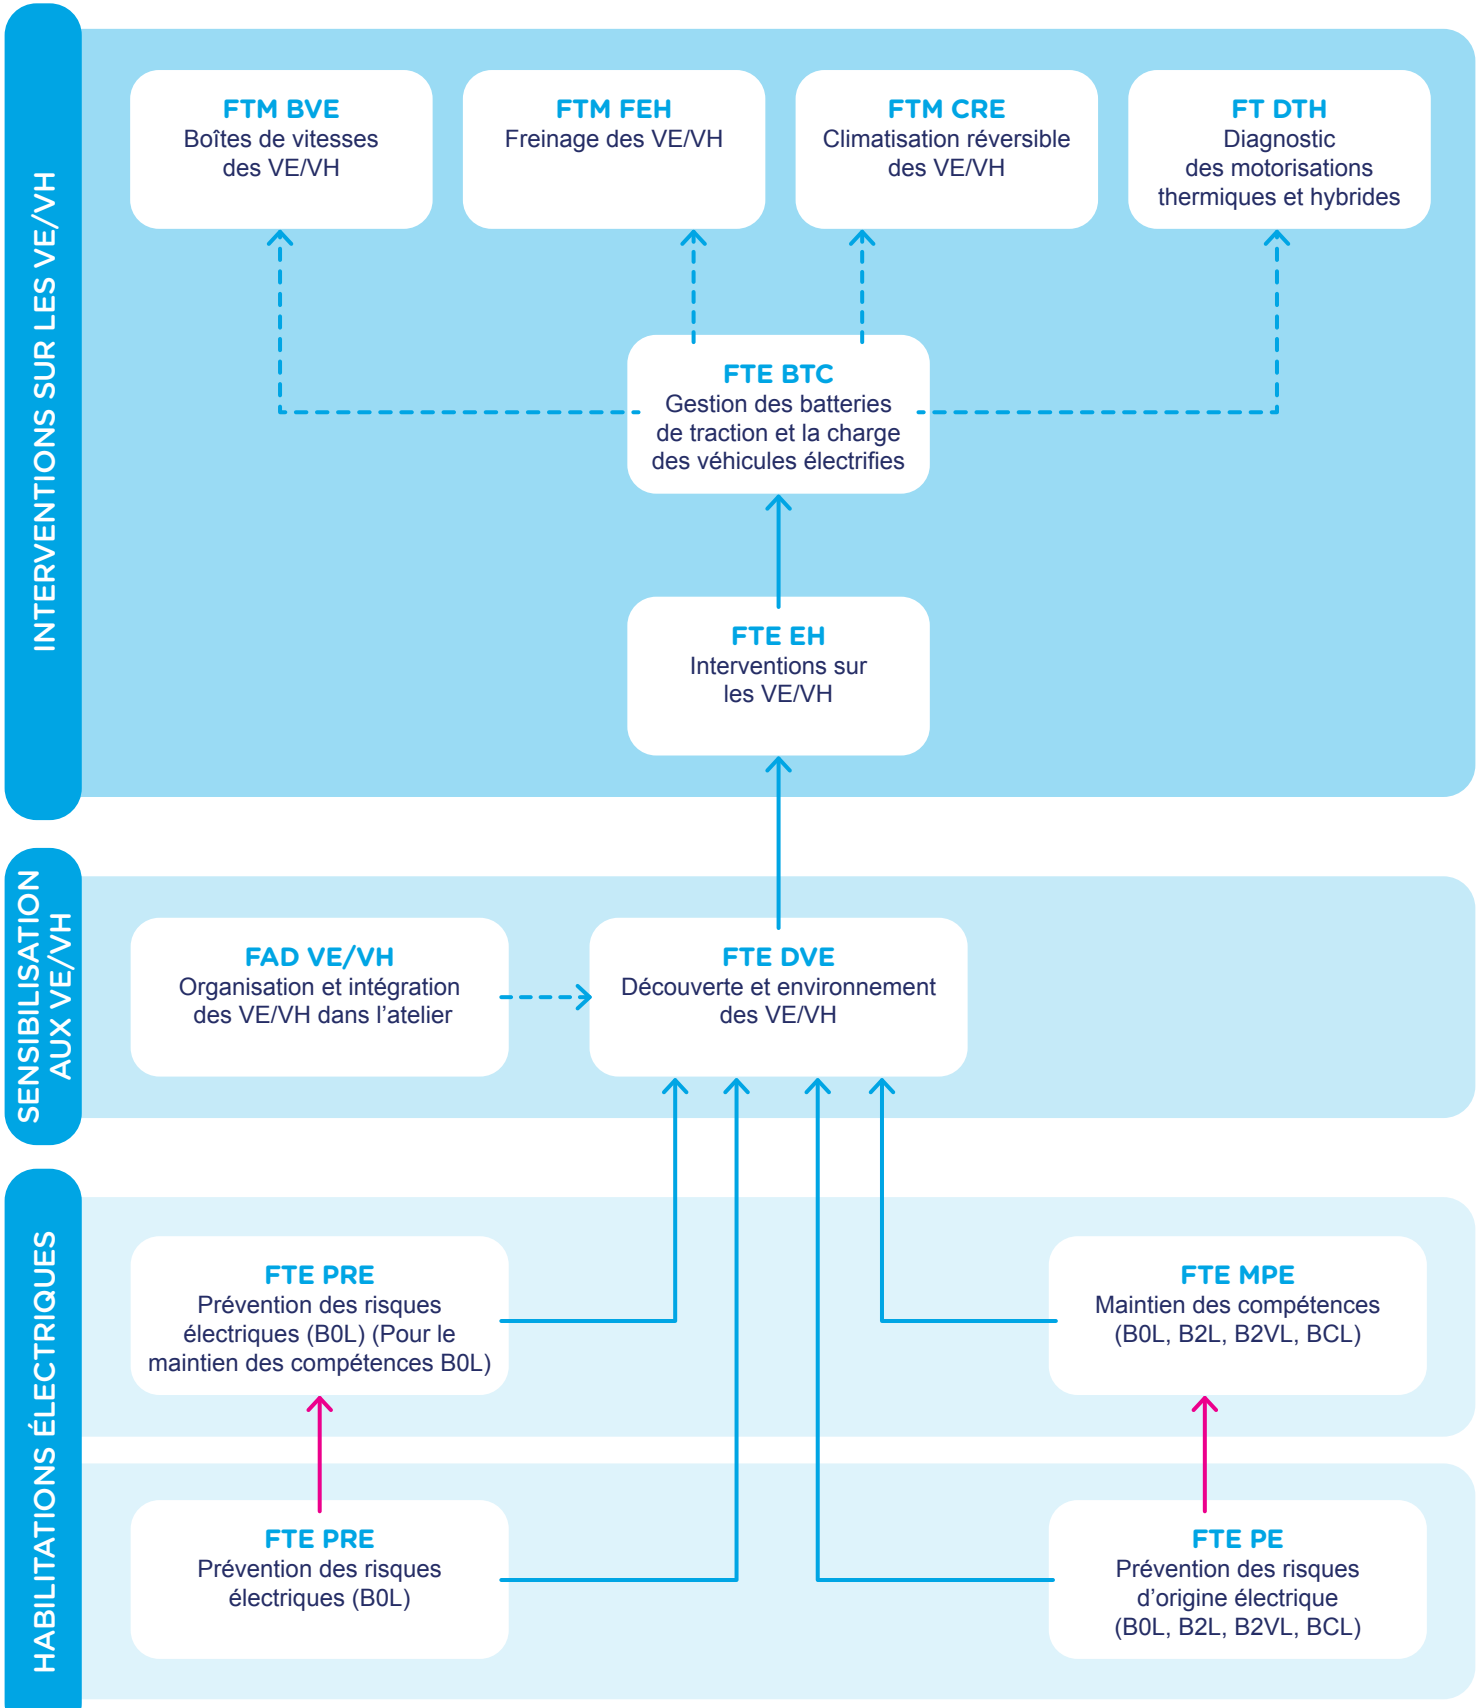 INTERVENTIONS SUR LES VE/VH
FTM BVE
Boîtes de vitesses
des VE/VH
FTM FEH
Freinage des VE/VH
FTM CRE
Climatisation réversible
des VE/VH
FT DTH
Diagnostic
des motorisations
thermiques et hybrides
FTE BTC
Gestion des batteries
de traction et la charge
des véhicules électrifies
FTE EH
Interventions sur
les VE/VH
SENSIBILISATION
AUX VE/VH
FAD VE/VH
Organisation et intégration
des VE/VH dans l’atelier
FTE DVE
Découverte et environnement
des VE/VH
HABILITATIONS ÉLECTRIQUES
FTE PRE
Prévention des risques
électriques (B0L) (Pour le
maintien des compétences B0L)
FTE MPE
Maintien des compétences
(B0L, B2L, B2VL, BCL)
FTE PRE
Prévention des risques
électriques (B0L)
FTE PE
Prévention des risques
d’origine électrique
(B0L, B2L, B2VL, BCL)